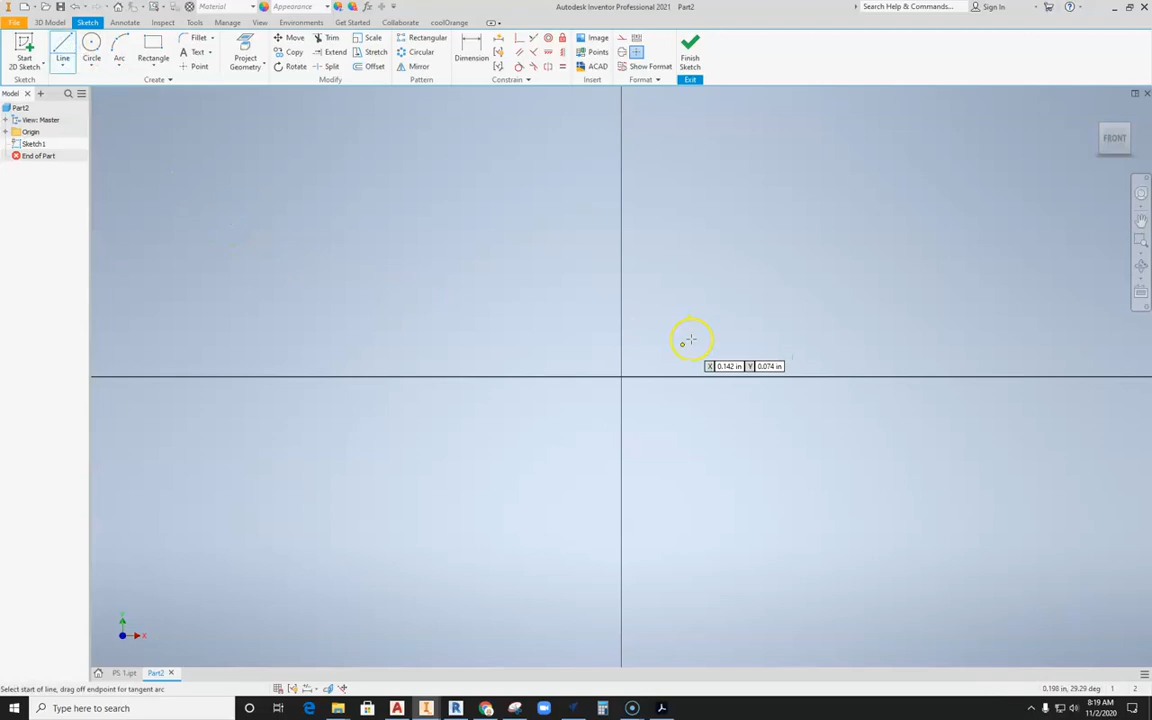 Material Appearance Autodesk Inventor Professional 2021 Part2 Search Help & Commands... Sign In
File 3D Model Sketch Annotate Inspect Tools Manage View Environments Get Started Collaborate coolOrange
Start 2D Sketch Line Circle Arc Rectangle Fillet Text Point Project Geometry Move Copy Rotate Trim Extend Split Scale Stretch Offset Rectangular Circular Mirror Dimension Image Points ACAD Show Format Finish Sketch
Sketch Create Modify Pattern Constrain Insert Format Exit
Model
Part2
View: Master
Origin
Sketch1
End of Part
FRONT
X 0.142 in Y 0.074 in
X
PS 1.ipt Part2
Select start of line, drag off endpoint for tangent arc 0.198 in, 29.29 deg 1 2
Type here to search
8:19 AM
11/2/2020